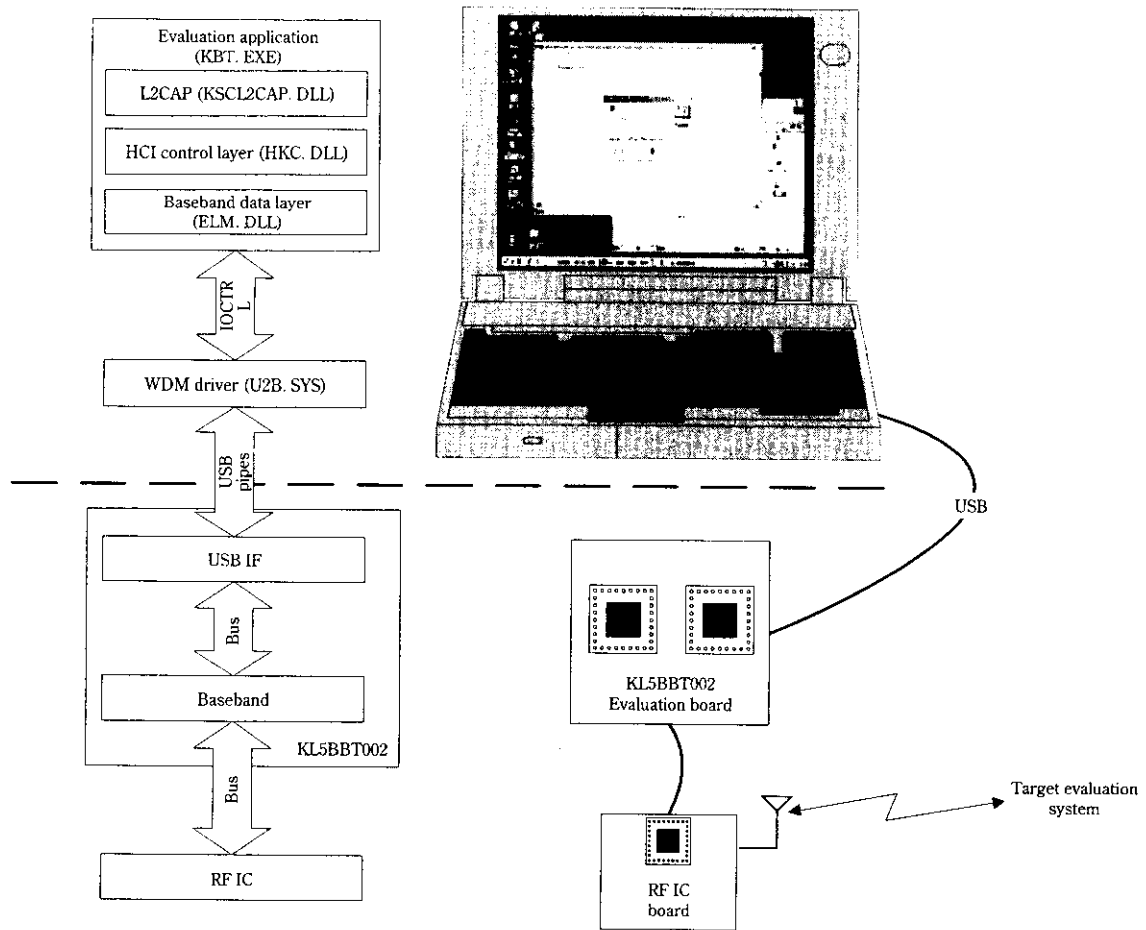 Evaluation application
(KBT. EXE)
L2CAP (KSCL2CAP. DLL)
HCI control layer (HKC. DLL)
Baseband data layer
(ELM. DLL)
IOCTR
L
WDM driver (U2B. SYS)
USB
pipes
USB IF
Bus
Baseband
KL5BBT002
Bus
RF IC
USB
KL5BBT002
Evaluation board
RF IC
board
Target evaluation
system